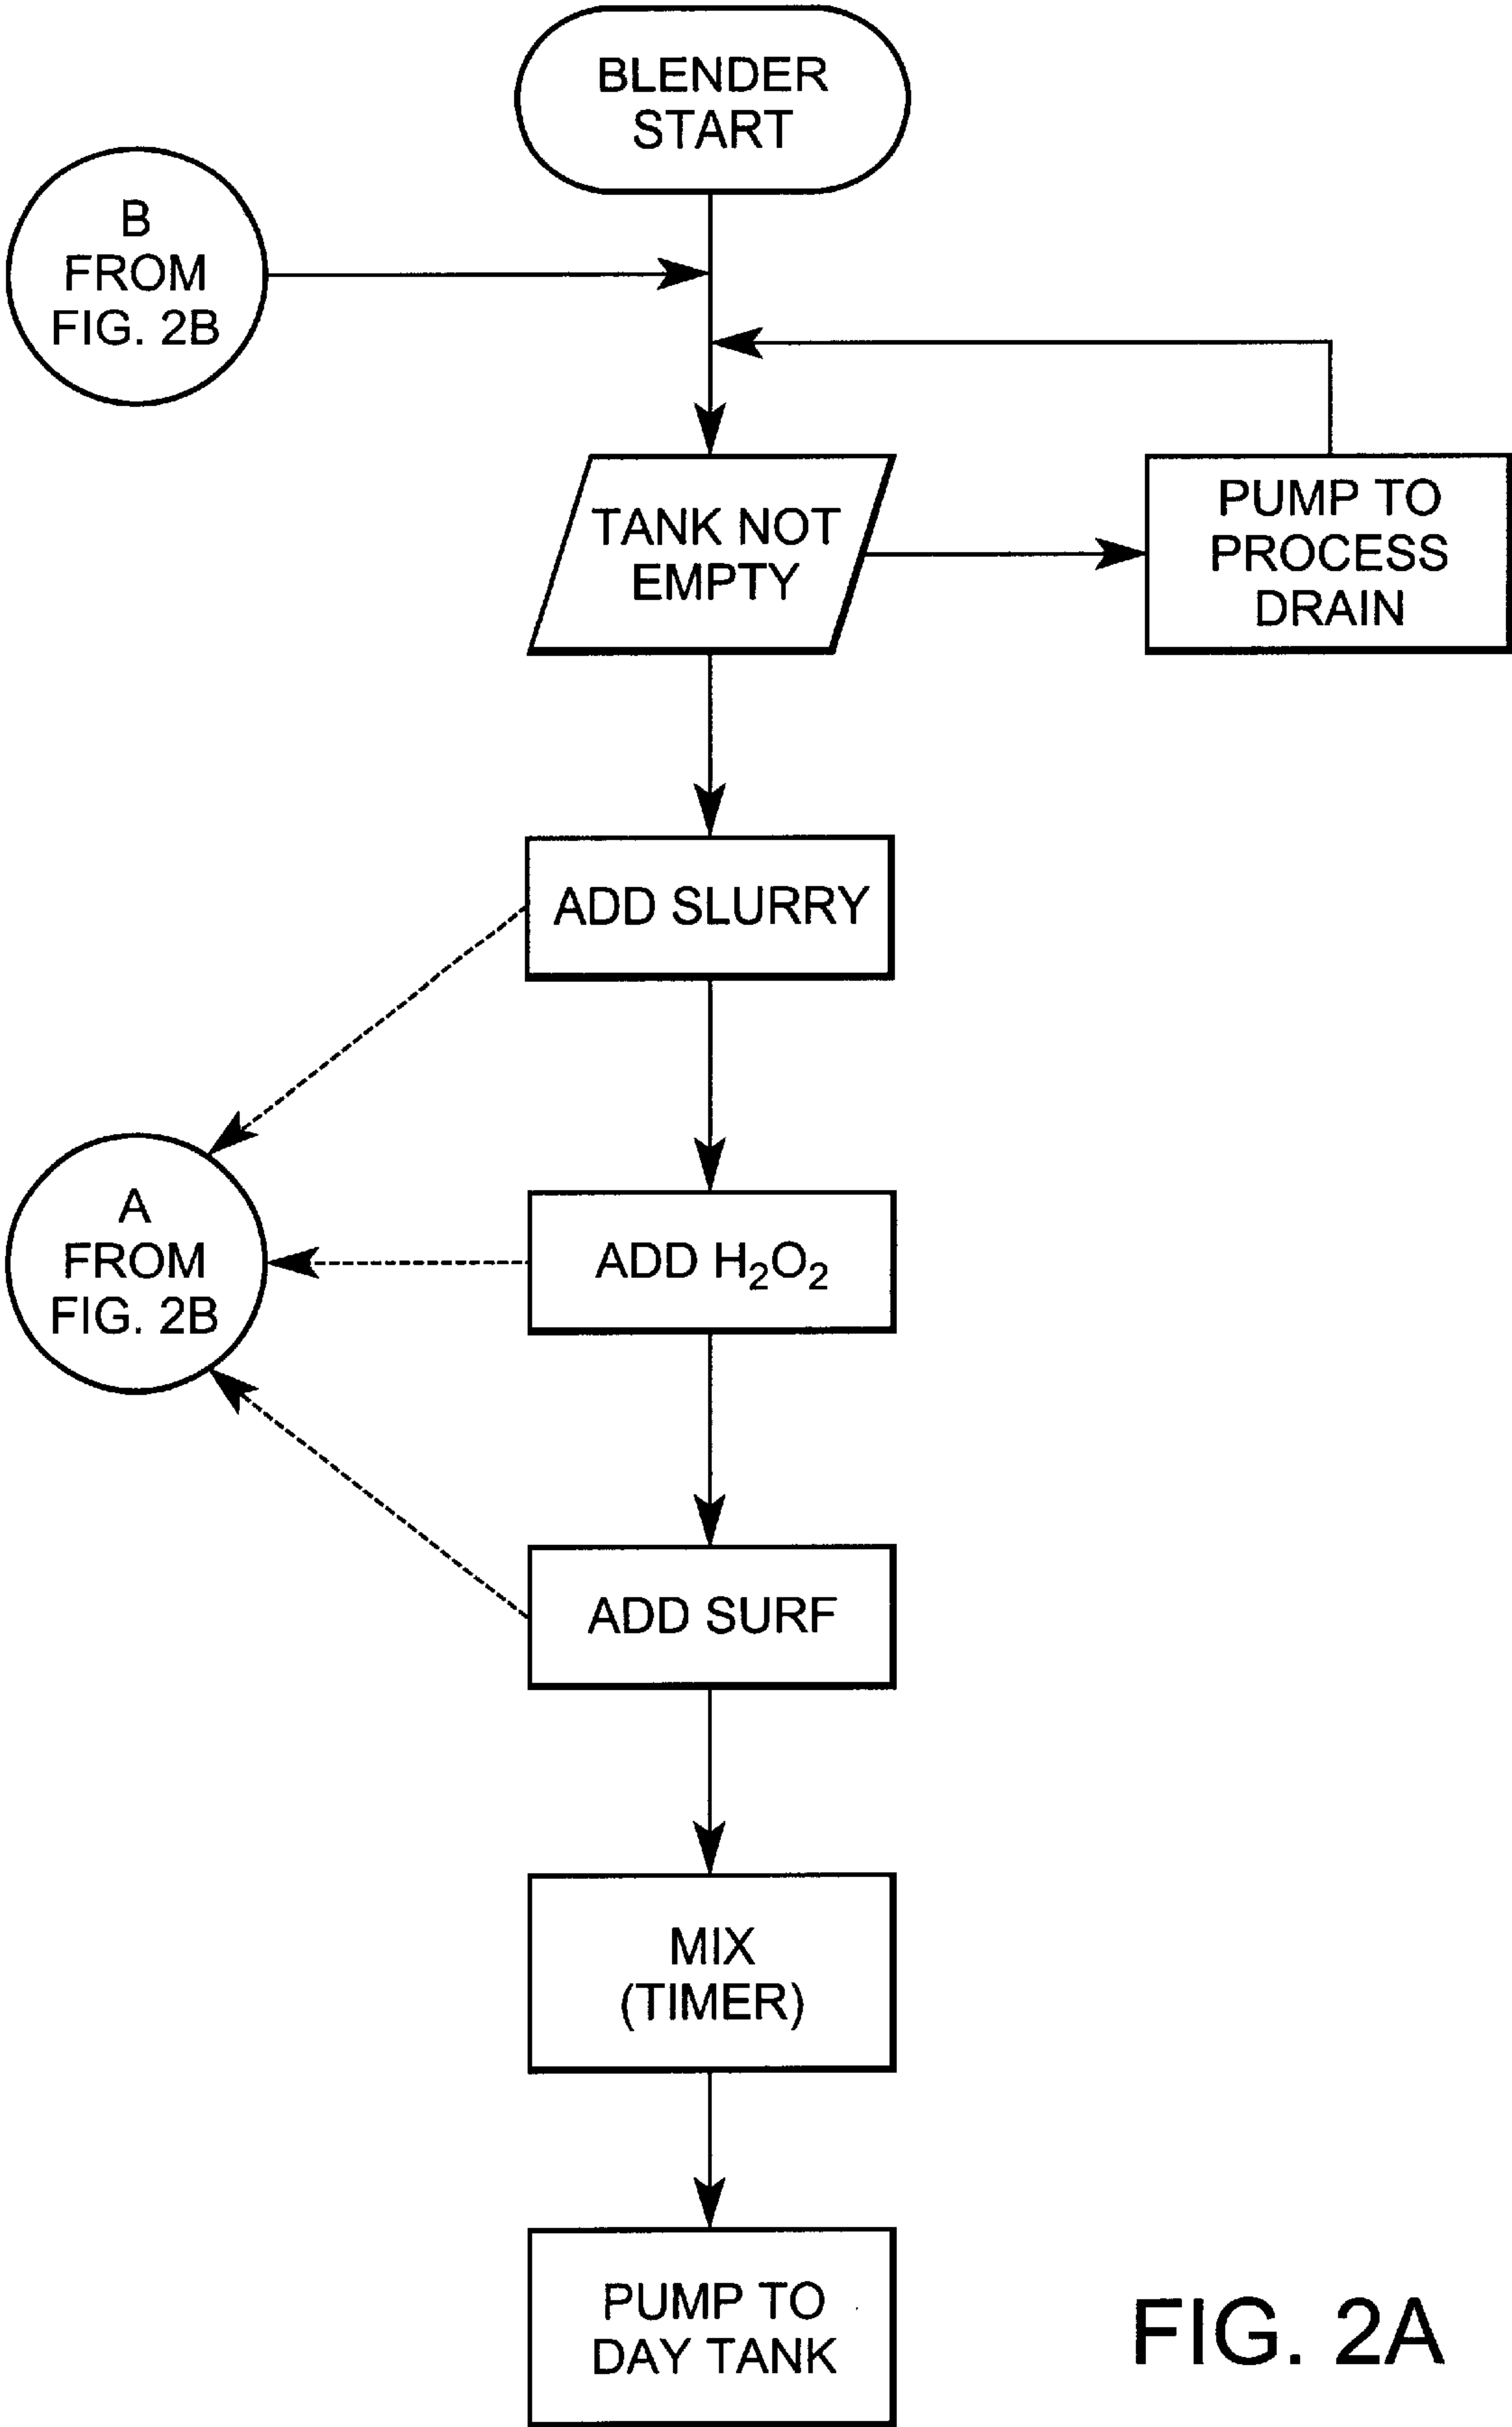 BLENDER
START
B
FROM
FIG. 2B
TANK NOT
EMPTY
PUMP TO
PROCESS
DRAIN
ADD SLURRY
A
FROM
FIG. 2B
ADD H₂O₂
ADD SURF
MIX
(TIMER)
PUMP TO
DAY TANK
FIG. 2A